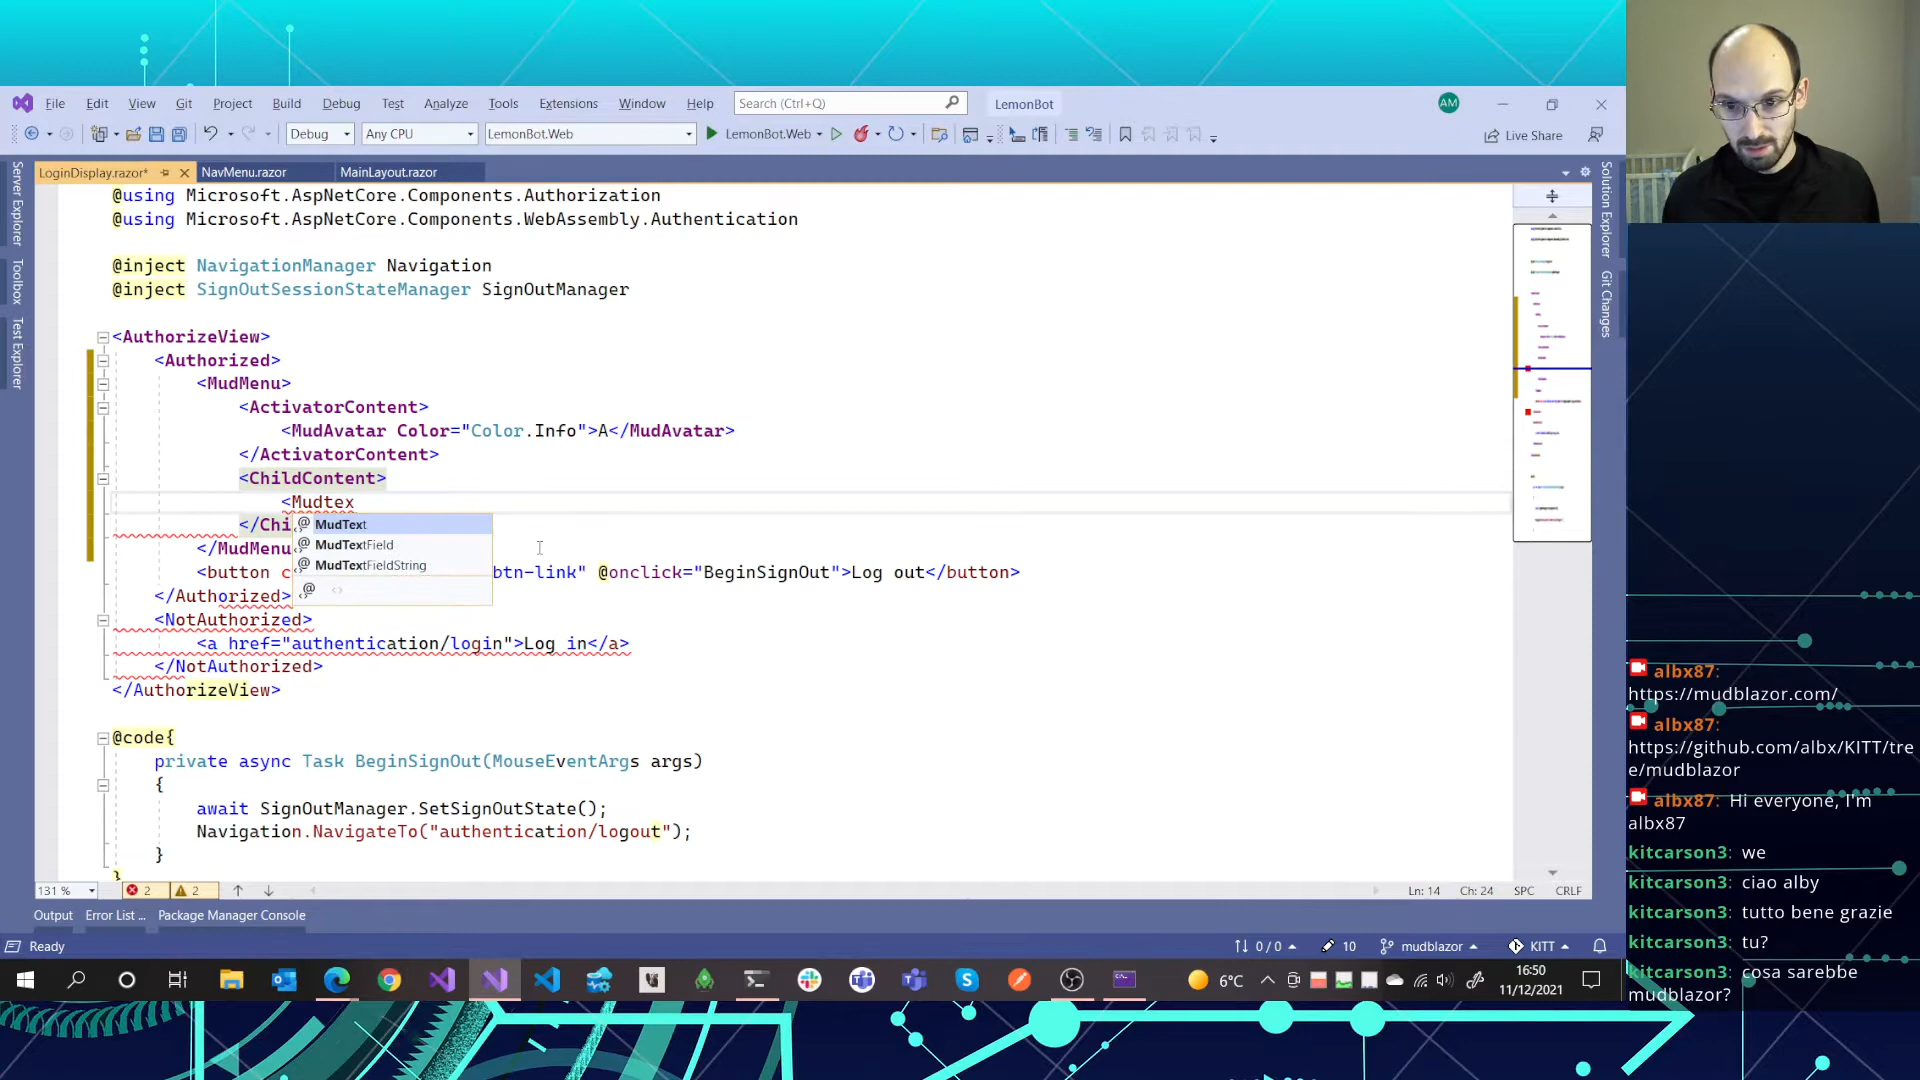 File Edit View Git Project Build Debug Test Analyze Tools Extensions Window Help Search (Ctrl+Q) LemonBot AM
Debug Any CPU LemonBot.Web LemonBot.Web Live Share
LoginDisplay.razor* NavMenu.razor MainLayout.razor
Server Explorer
Toolbox
Test Explorer
@using Microsoft.AspNetCore.Components.Authorization
@using Microsoft.AspNetCore.Components.WebAssembly.Authentication
@inject NavigationManager Navigation
@inject SignOutSessionStateManager SignOutManager
<AuthorizeView>
<Authorized>
<MudMenu>
<ActivatorContent>
<MudAvatar Color="Color.Info">A</MudAvatar>
</ActivatorContent>
<ChildContent>
<Mudtex
</Chi
</MudMenu
<button c btn-link" @onclick="BeginSignOut">Log out</button>
</Authorized>
<NotAuthorized>
<a href="authentication/login">Log in</a>
</NotAuthorized>
</AuthorizeView>
@code{
private async Task BeginSignOut(MouseEventArgs args)
{
await SignOutManager.SetSignOutState();
Navigation.NavigateTo("authentication/logout");
}
}
MudText
MudTextField
MudTextFieldString
Solution Explorer
Git Changes
131 % 2 2 Ln: 14 Ch: 24 SPC CRLF
Output Error List ... Package Manager Console
Ready 0 / 0 10 mudblazor KITT
6°C 16:50
11/12/2021
albx87:
https://mudblazor.com/
albx87:
https://github.com/albx/KITT/tre
e/mudblazor
albx87: Hi everyone, I'm
albx87
kitcarson3: we
kitcarson3: ciao alby
kitcarson3: tutto bene grazie
kitcarson3: tu?
kitcarson3: cosa sarebbe
mudblazor?